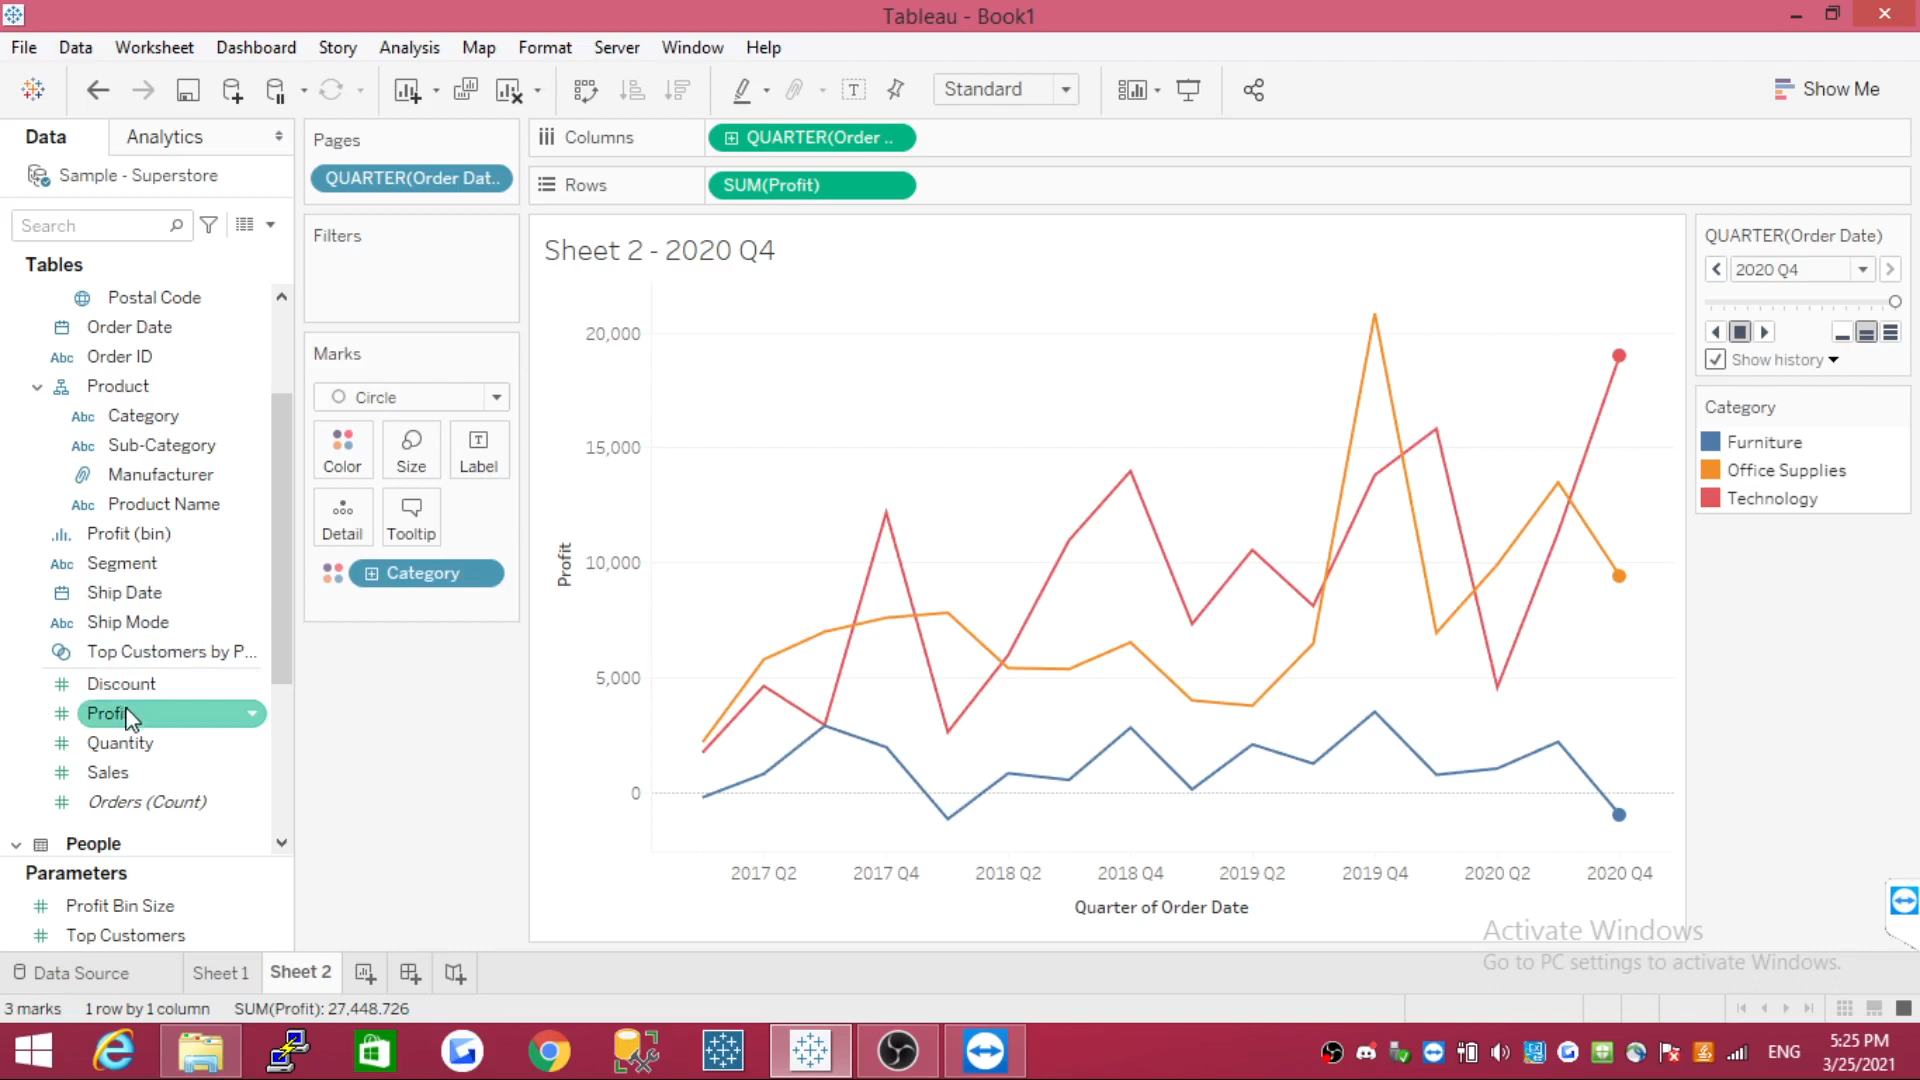 Tableau - Book1
File Data Worksheet Dashboard Story Analysis Map Format Server Window Help
Standard
Show Me
Data Analytics
Sample - Superstore
Search
Tables
Postal Code
Order Date
Abc Order ID
Product
Abc Category
Abc Sub-Category
Manufacturer
Abc Product Name
Profit (bin)
Abc Segment
Ship Date
Abc Ship Mode
Top Customers by P...
# Discount
# Profit
# Quantity
# Sales
# Orders (Count)
People
Parameters
# Profit Bin Size
# Top Customers
Pages
QUARTER(Order Dat..
Filters
Marks
Circle
Color Size Label
Detail Tooltip
Category
Columns QUARTER(Order ..
Rows SUM(Profit)
Sheet 2 - 2020 Q4
20,000
15,000
10,000
5,000
0
Profit
2017 Q2 2017 Q4 2018 Q2 2018 Q4 2019 Q2 2019 Q4 2020 Q2 2020 Q4
Quarter of Order Date
QUARTER(Order Date)
2020 Q4
Show history
Category
Furniture
Office Supplies
Technology
Activate Windows
Go to PC settings to activate Windows.
Data Source Sheet 1 Sheet 2
3 marks 1 row by 1 column SUM(Profit): 27,448.726
ENG
5:25 PM
3/25/2021